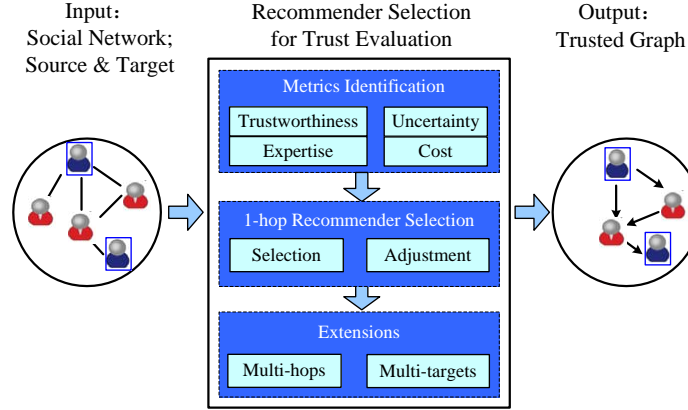 Input：
Social Network;
Source & Target
Recommender Selection
for Trust Evaluation
Output：
Trusted Graph
Metrics Identification
Trustworthiness
Uncertainty
Expertise
Cost
1-hop Recommender Selection
Selection
Adjustment
Extensions
Multi-hops
Multi-targets